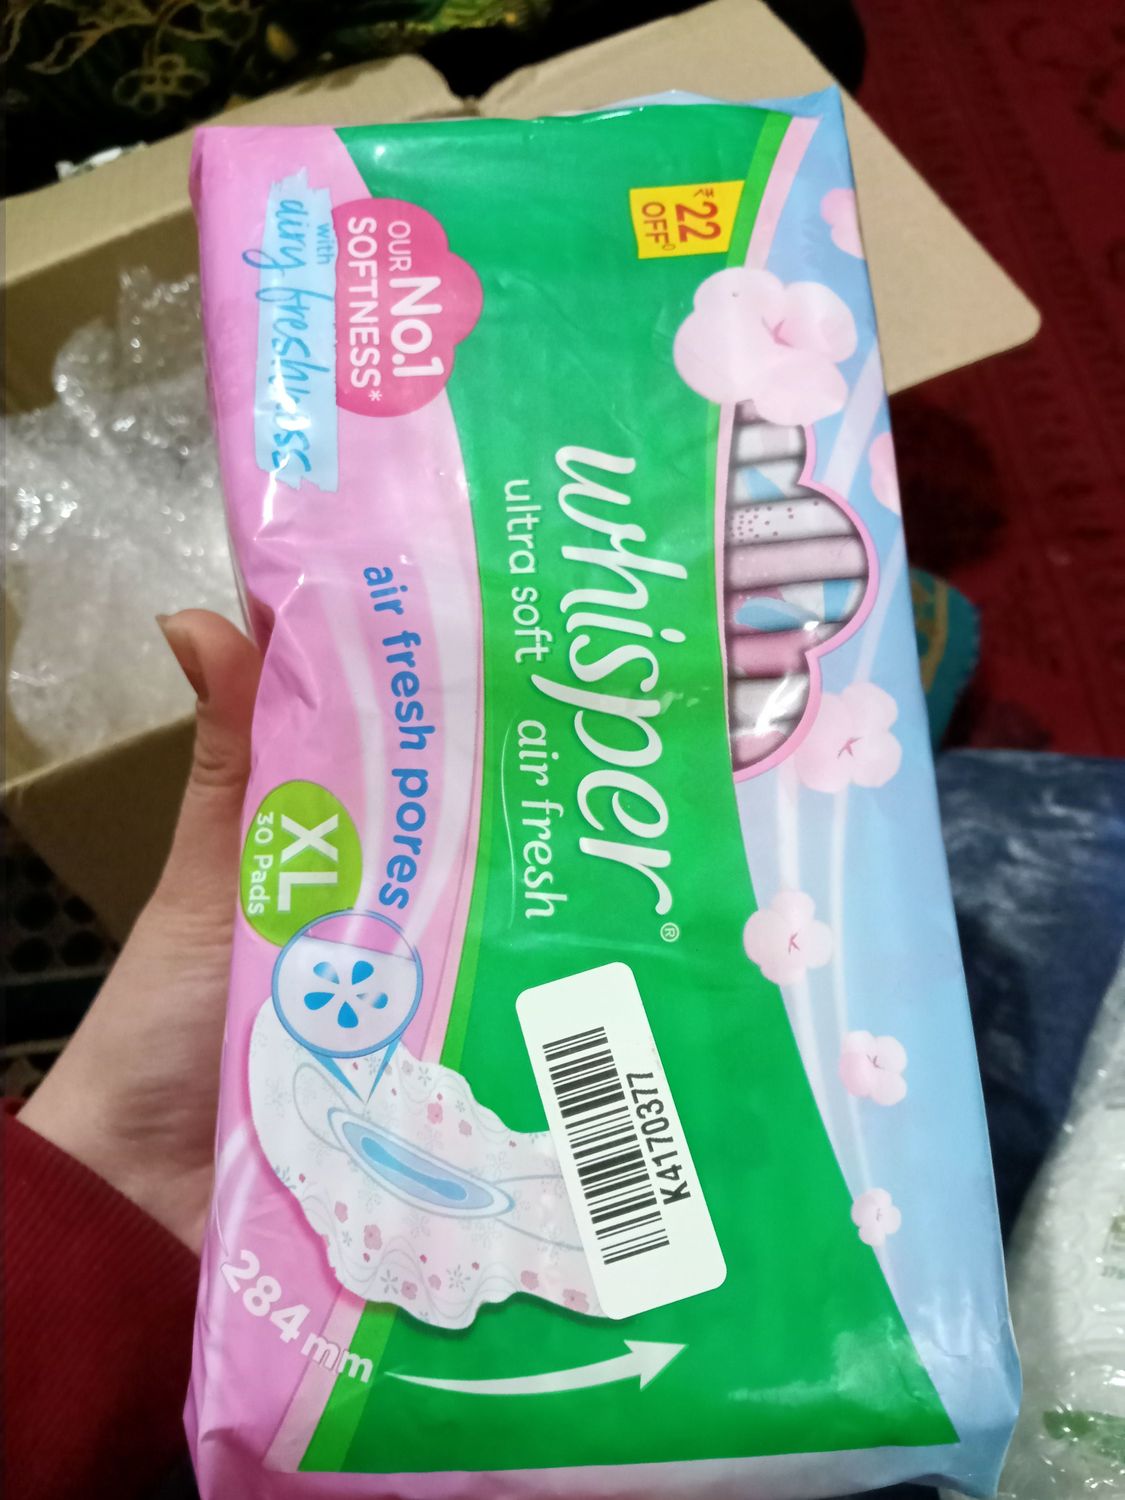 ₹22
OFF◊
OUR No.1
SOFTNESS*
with
airy freshness
whisper®
ultra soft air fresh
air fresh pores
XL
30 Pads
K4170377
284mm